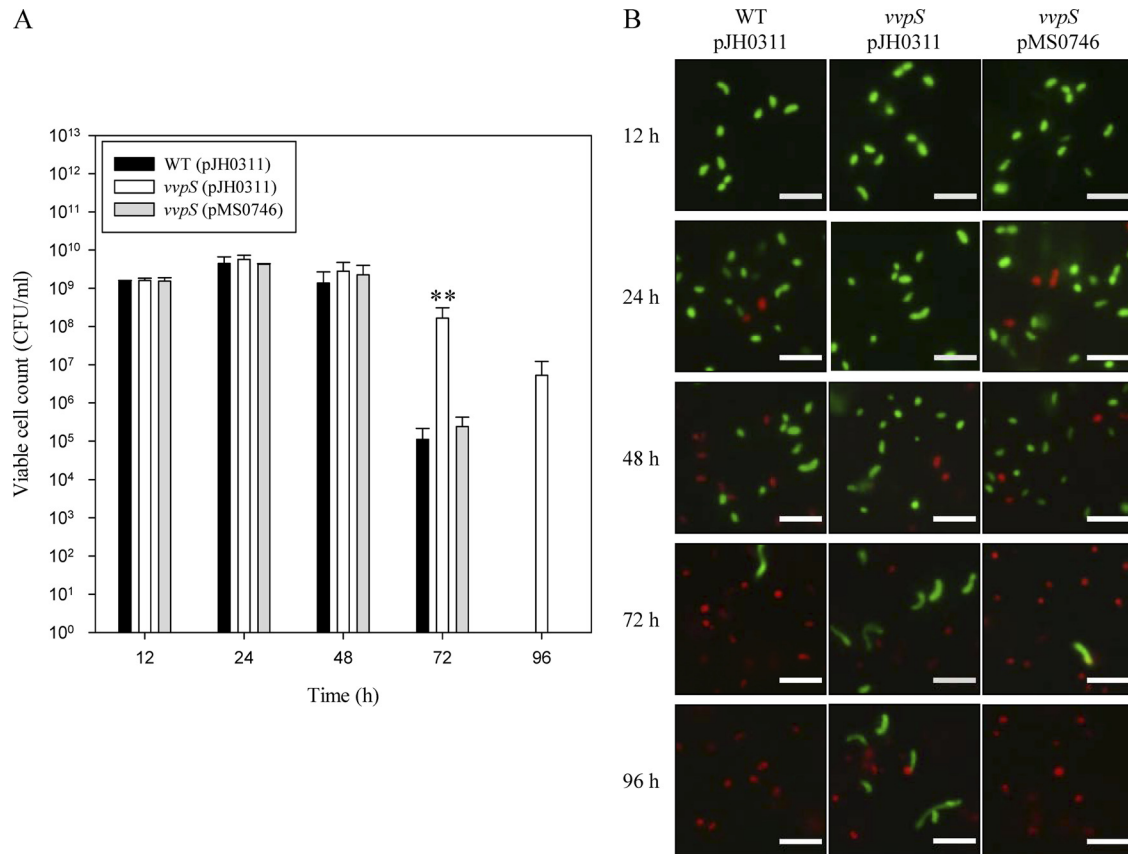 A
10¹³
10¹²
10¹¹
10¹⁰
10⁹
10⁸
10⁷
10⁶
10⁵
10⁴
10³
10²
10¹
10⁰
Viable cell count (CFU/ml)
WT (pJH0311)
vvpS (pJH0311)
vvpS (pMS0746)
**
12 24 48 72 96
Time (h)
B
WT vvpS vvpS
pJH0311 pJH0311 pMS0746
12 h
24 h
48 h
72 h
96 h